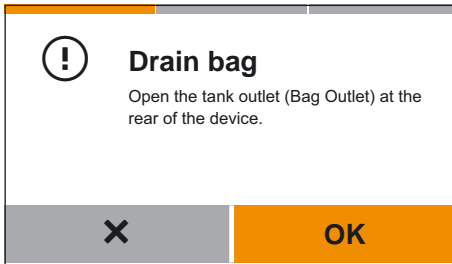 Drain bag
Open the tank outlet (Bag Outlet) at the
rear of the device.
OK